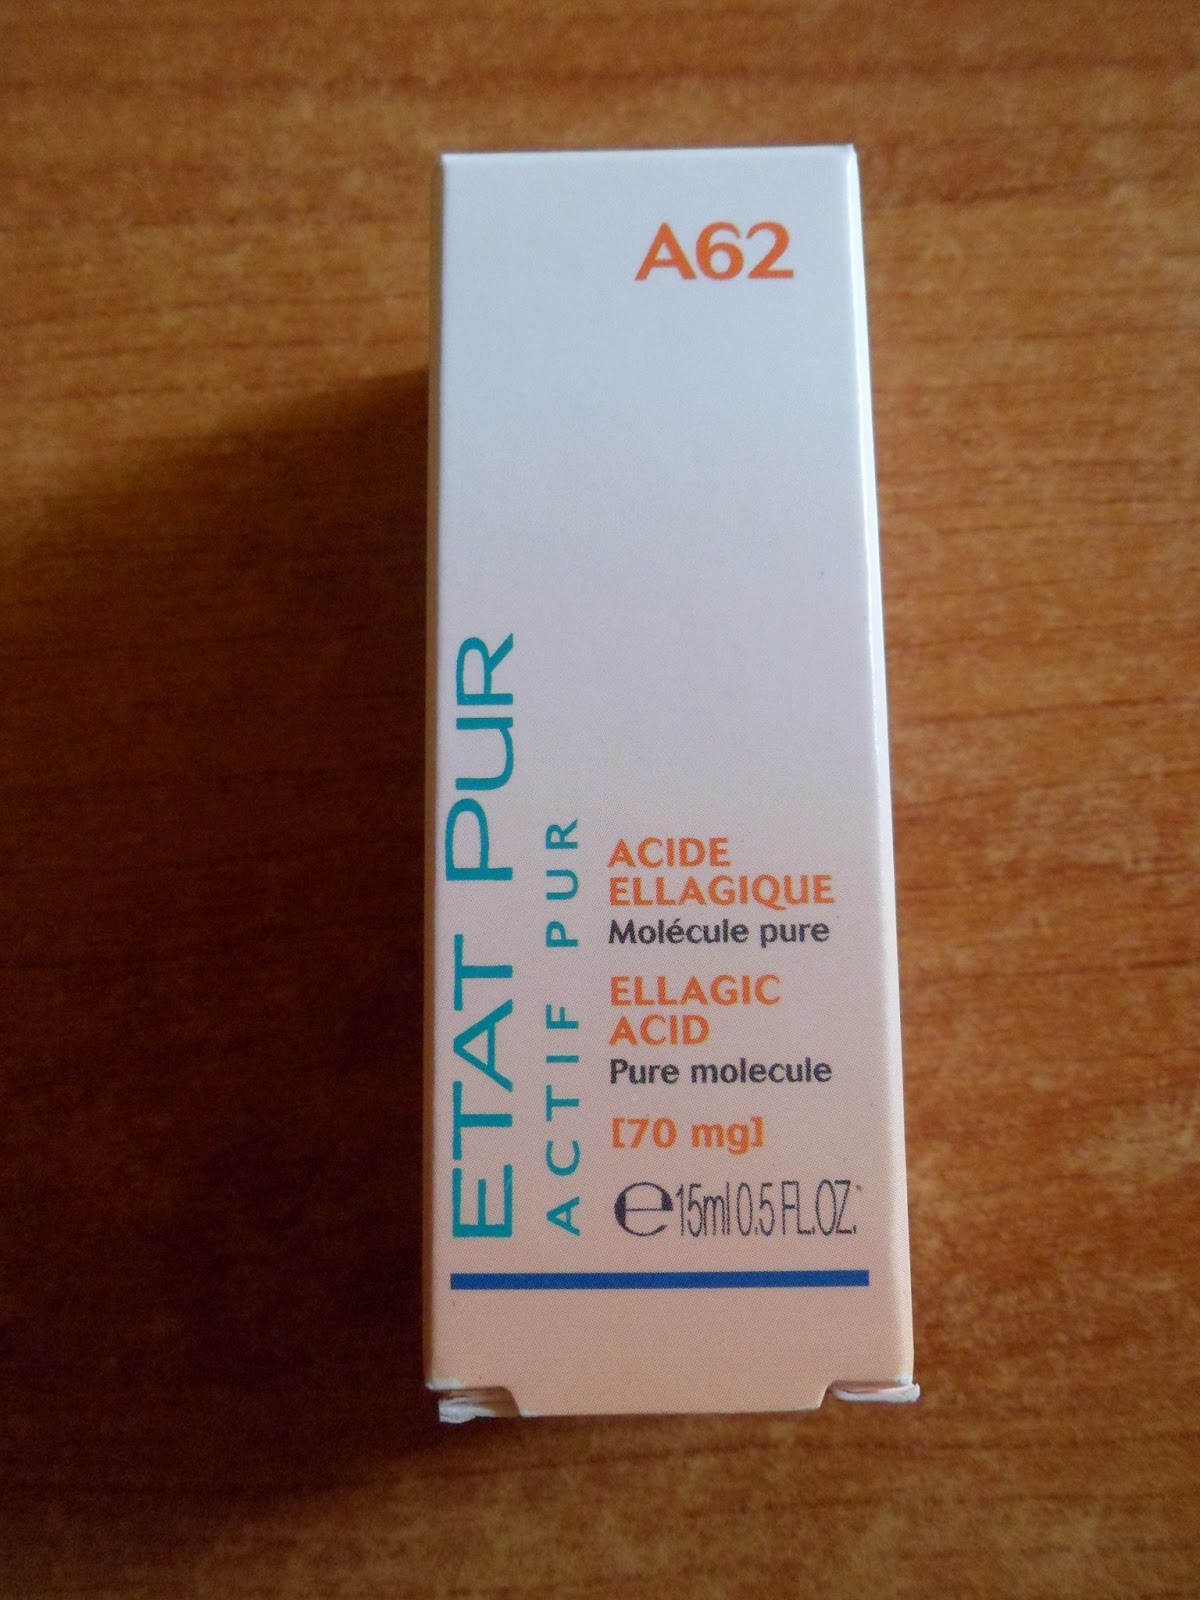 A62
ETAT PUR
ACTIF PUR
ACIDE
ELLAGIQUE
Molécule pure
ELLAGIC
ACID
Pure molecule
[70 mg]
℮15ml 0.5 FL.OZ.